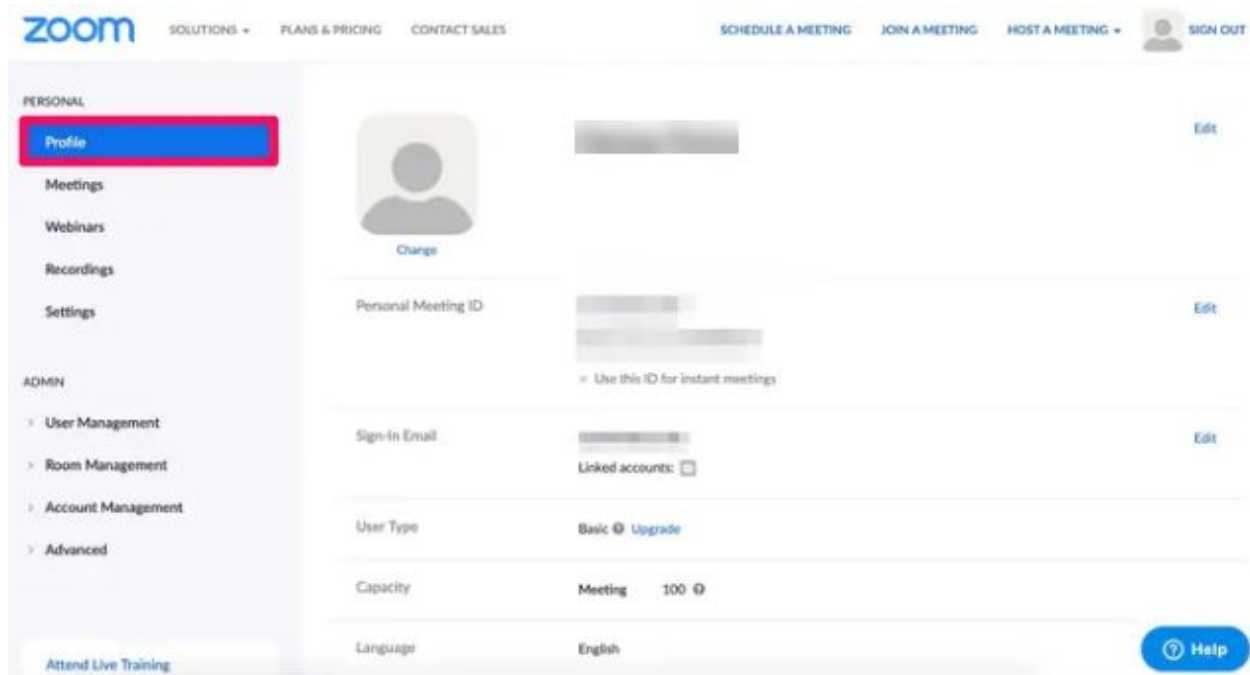 zoom SOLUTIONS PLANS & PRICING CONTACT SALES SCHEDULE A MEETING JOIN A MEETING HOST A MEETING SIGN OUT
PERSONAL
Profile
Meetings
Webinars
Recordings
Settings
ADMIN
User Management
Room Management
Account Management
Advanced
Attend Live Training
Edit
Change
Personal Meeting ID
Edit
Use this ID for instant meetings
Sign-In Email
Edit
Linked accounts:
User Type Basic Upgrade
Capacity Meeting 100
Language English
Help